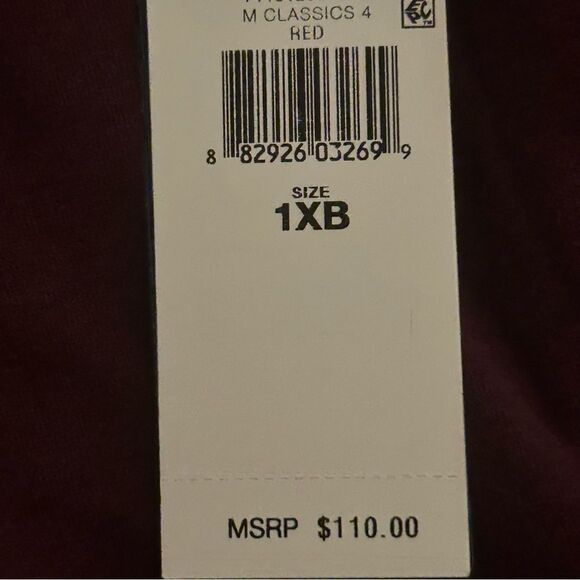 M CLASSICS 4
RED
8 82926 03269 9
SIZE
1XB
MSRP $110.00